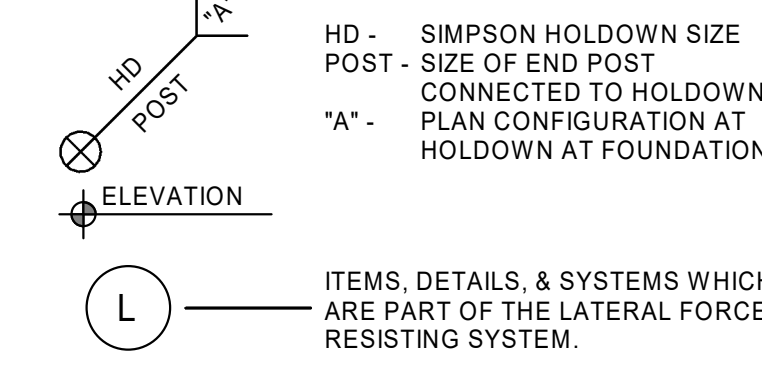 "A"
HD - SIMPSON HOLDOWN SIZE
HD
POST - SIZE OF END POST
CONNECTED TO HOLDOWN
POST
"A" - PLAN CONFIGURATION AT
HOLDOWN AT FOUNDATION
ELEVATION
ITEMS, DETAILS, & SYSTEMS WHICH
L
ARE PART OF THE LATERAL FORCE
RESISTING SYSTEM.